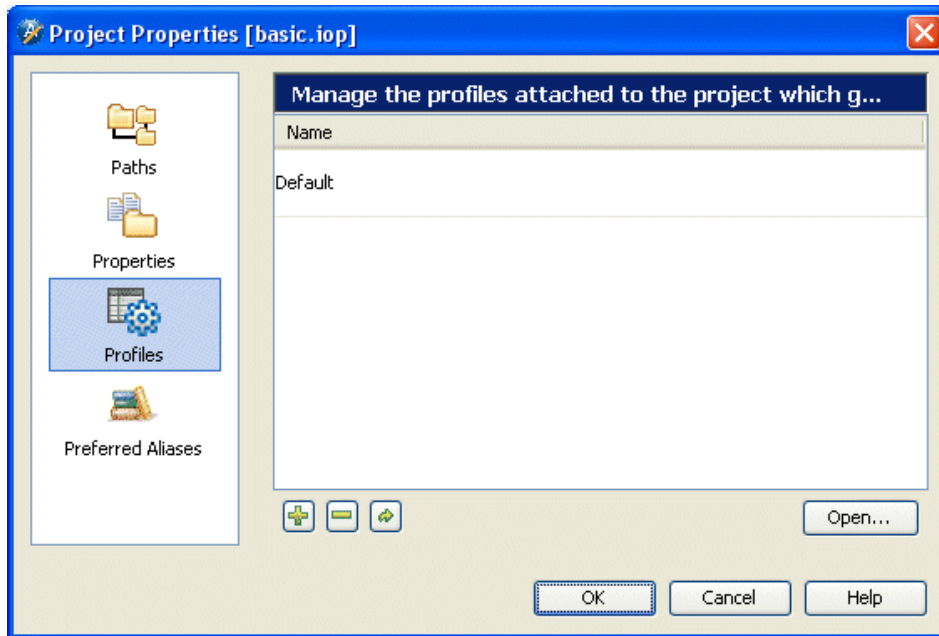 Project Properties [basic.iop]
Paths
Properties
Profiles
Preferred Aliases
Manage the profiles attached to the project which g...
Name
Default
Open...
OK
Cancel
Help